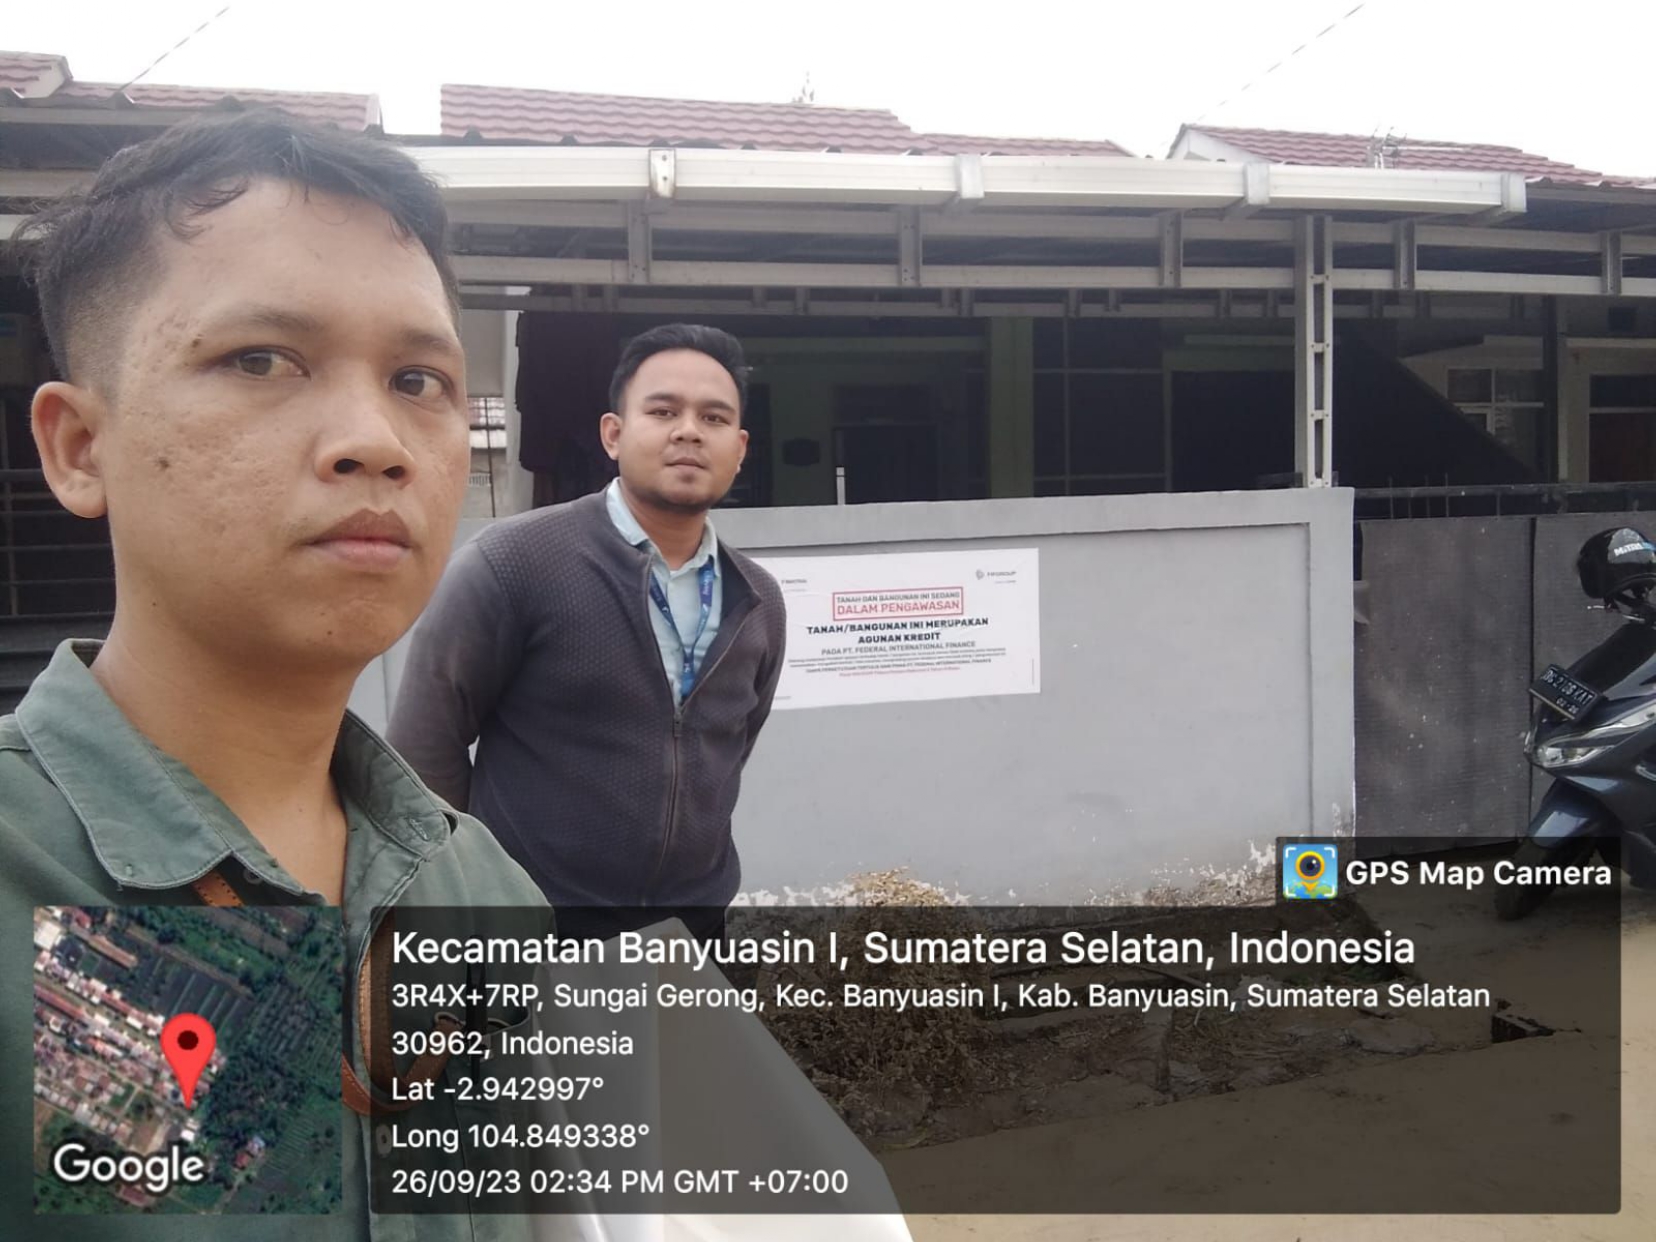 FIFGROUP
TANAH DAN BANGUNAN INI SEDANG
DALAM PENGAWASAN
TANAH/BANGUNAN INI MERUPAKAN
AGUNAN KREDIT
PADA PT. FEDERAL INTERNATIONAL FINANCE
GPS Map Camera
Kecamatan Banyuasin I, Sumatera Selatan, Indonesia
3R4X+7RP, Sungai Gerong, Kec. Banyuasin I, Kab. Banyuasin, Sumatera Selatan
30962, Indonesia
Lat -2.942997°
Long 104.849338°
26/09/23 02:34 PM GMT +07:00
Google